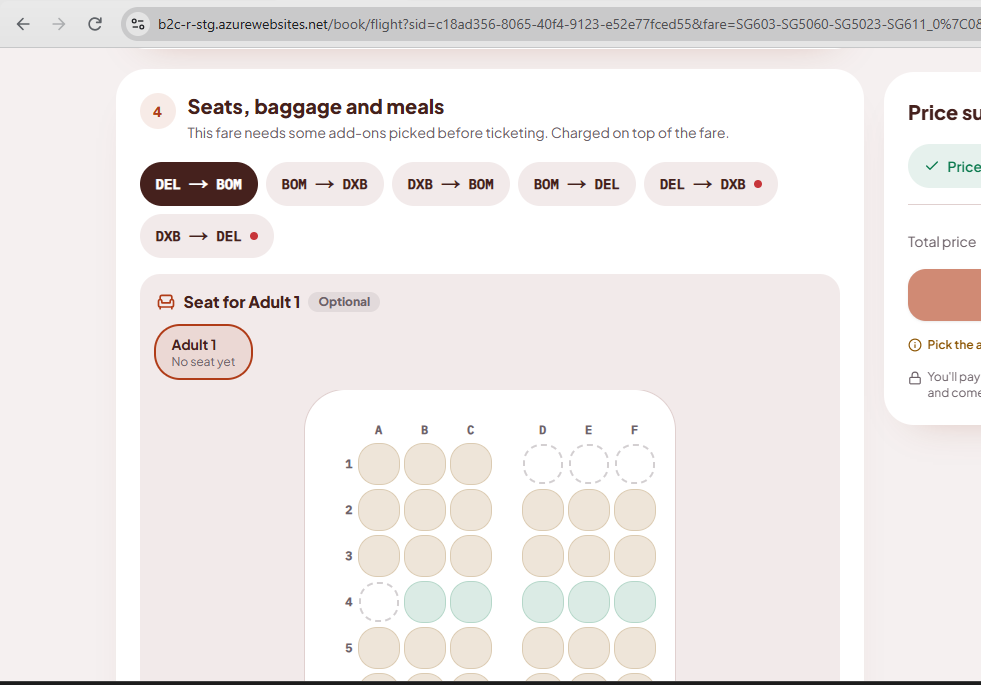 b2c-r-stg.azurewebsites.net/book/flight?sid=c18ad356-8065-40f4-9123-e52e77fced55&fare=SG603-SG5060-SG5023-SG611_0%7C0
4
Seats, baggage and meals
This fare needs some add-ons picked before ticketing. Charged on top of the fare.
DEL → BOM
BOM → DXB
DXB → BOM
BOM → DEL
DEL → DXB
DXB → DEL
Seat for Adult 1
Optional
Adult 1
No seat yet
A B C D E F
1
2
3
4
5
Price su
Price
Total price
Pick the a
You'll pay
and come